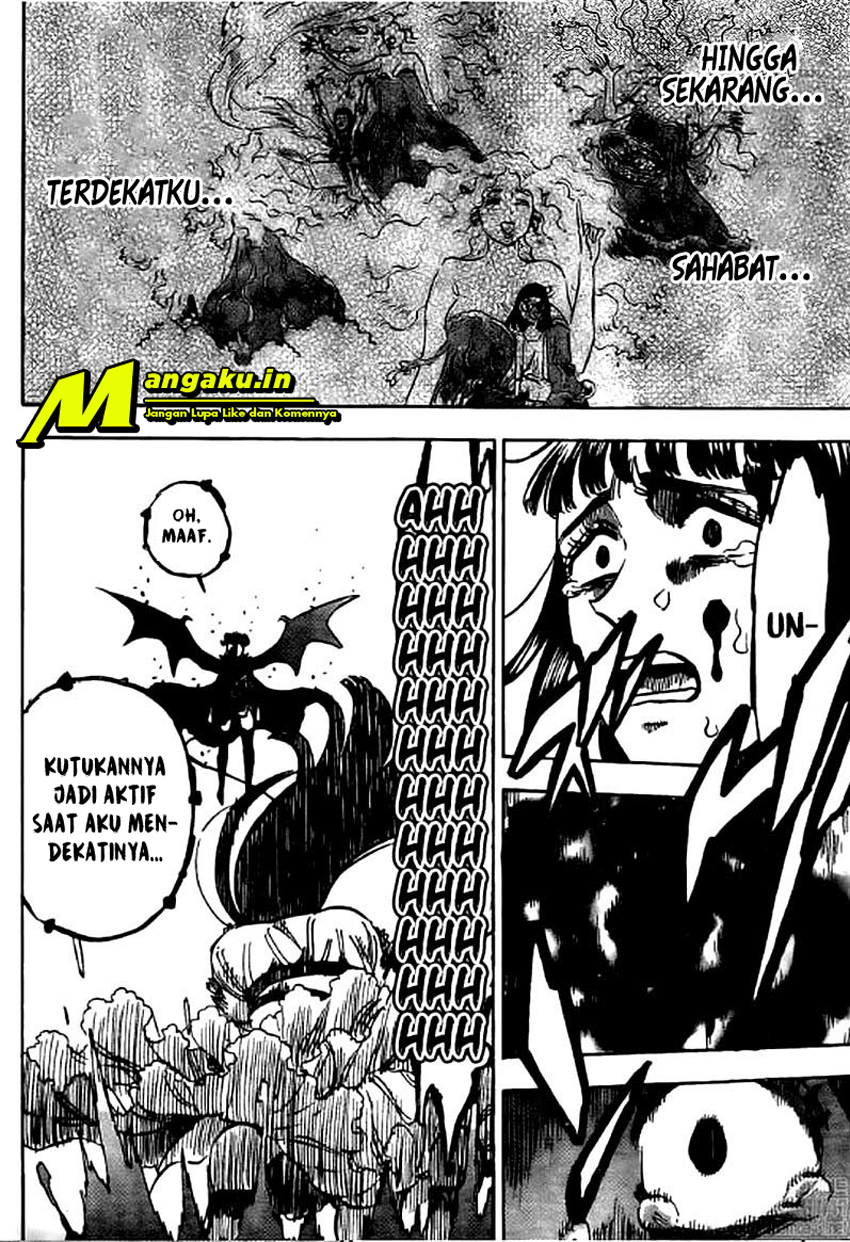 HINGGA
SEKARANG...
SAHABAT...
TERDEKATKU...
Mangaku.in
Jangan Lupa Like dan Komennya
UN-
AHH
HHH
HHH
HHH
HHH
HHH
HHH
HHH
HHH
HHH
HHH
HHH
OH,
MAAF.
KUTUKANNYA
JADI AKTIF
SAAT AKU MEN-
DEKATINYA...